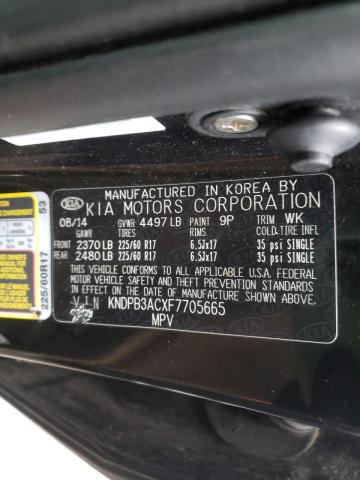 MANUFACTURED IN KOREA BY
KIA MOTORS CORPORATION
08/14 GVWR 4497 LB PAINT 9P TRIM WK
GAWR TIRES RIMS COLD-TIRE INFL
FRONT 2370 LB 225/60 R17 6.5Jx17 35 psi SINGLE
REAR 2480 LB 225/60 R17 6.5Jx17 35 psi SINGLE
THIS VEHICLE CONFORMS TO ALL APPLICABLE FEDERAL
MOTOR VEHICLE SAFETY, BUMPER, AND
THEFT PREVENTION STANDARDS
IN EFFECT ON THE DATE OF MANUFACTURE SHOWN ABOVE.
V I N KNDPB3ACXF7705665
MPV
53
225/60R17
KIA